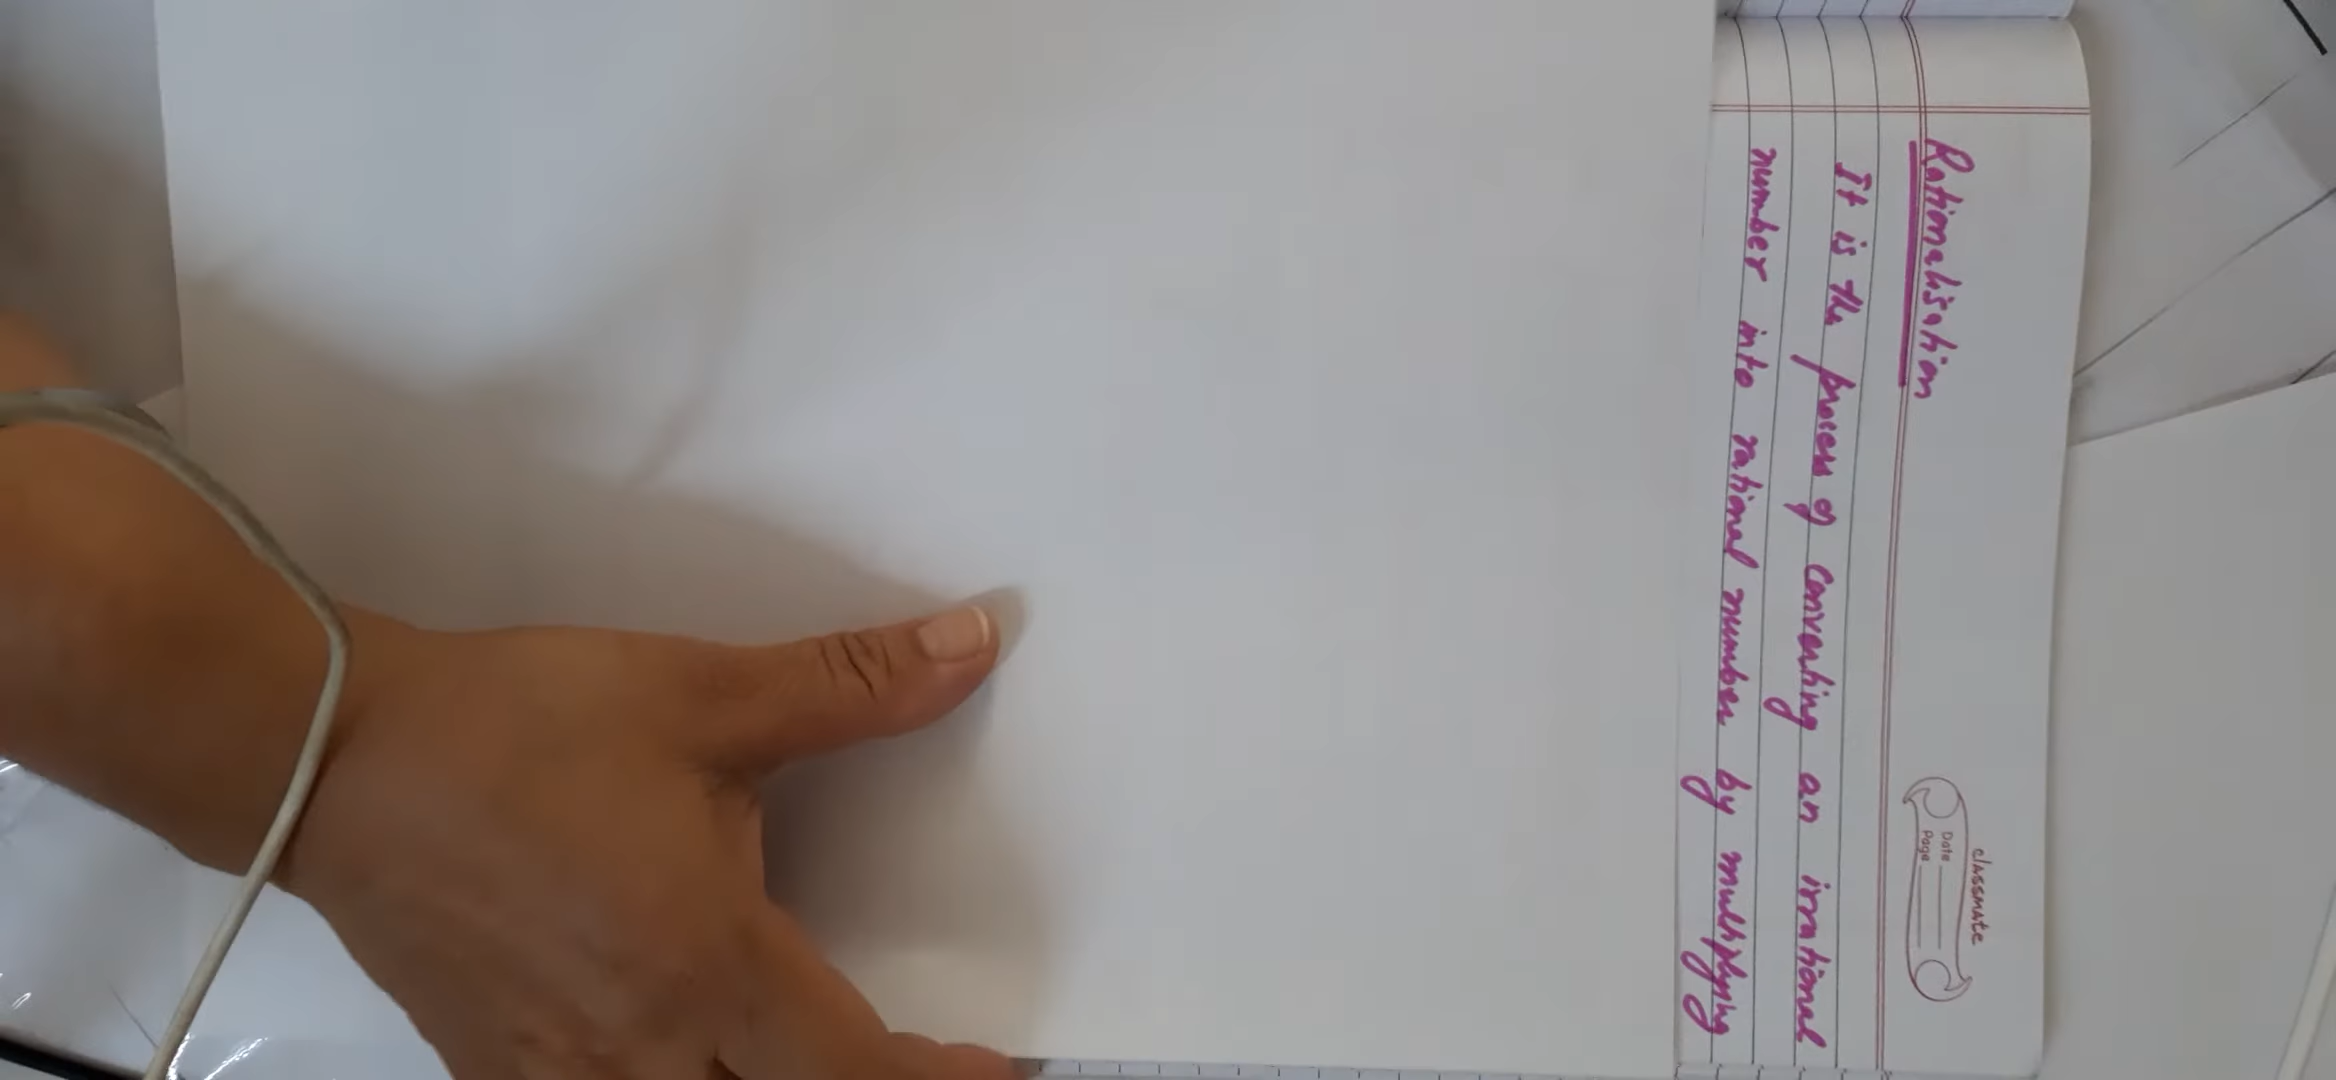 classmate
Date
Page
Rationalisation
It is the process of converting an irrational
number into rational number by multiplying